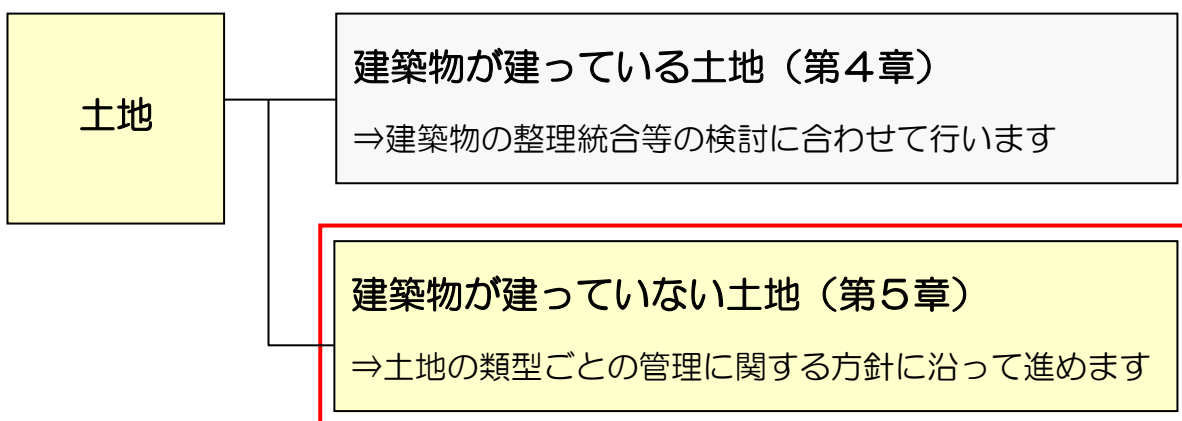 土地
建築物が建っている土地（第４章）
⇒建築物の整理統合等の検討に合わせて行います
建築物が建っていない土地（第５章）
⇒土地の類型ごとの管理に関する方針に沿って進めます